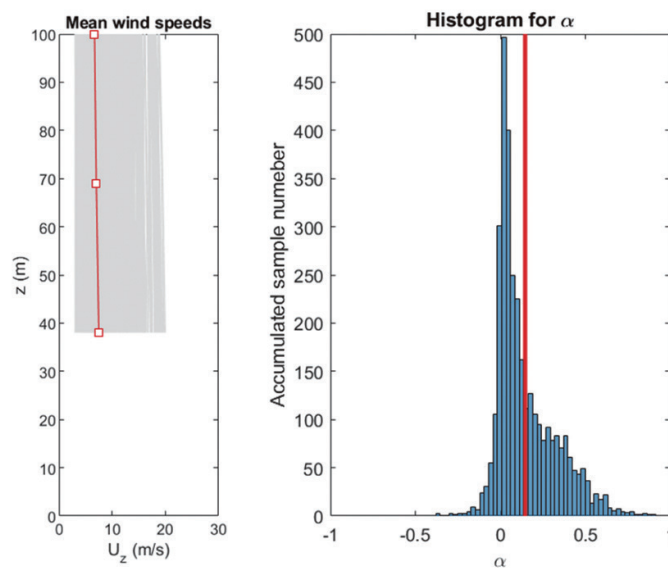 Mean wind speeds
100
90
80
70
60
50
40
100
30
20
10
0
0 10 20 30
z (m)
U_z (m/s)
Histogram for α
500
450
400
350
300
250
200
150
100
50
0
-1 -0.5 0 0.5 1
Accumulated sample numeber
α